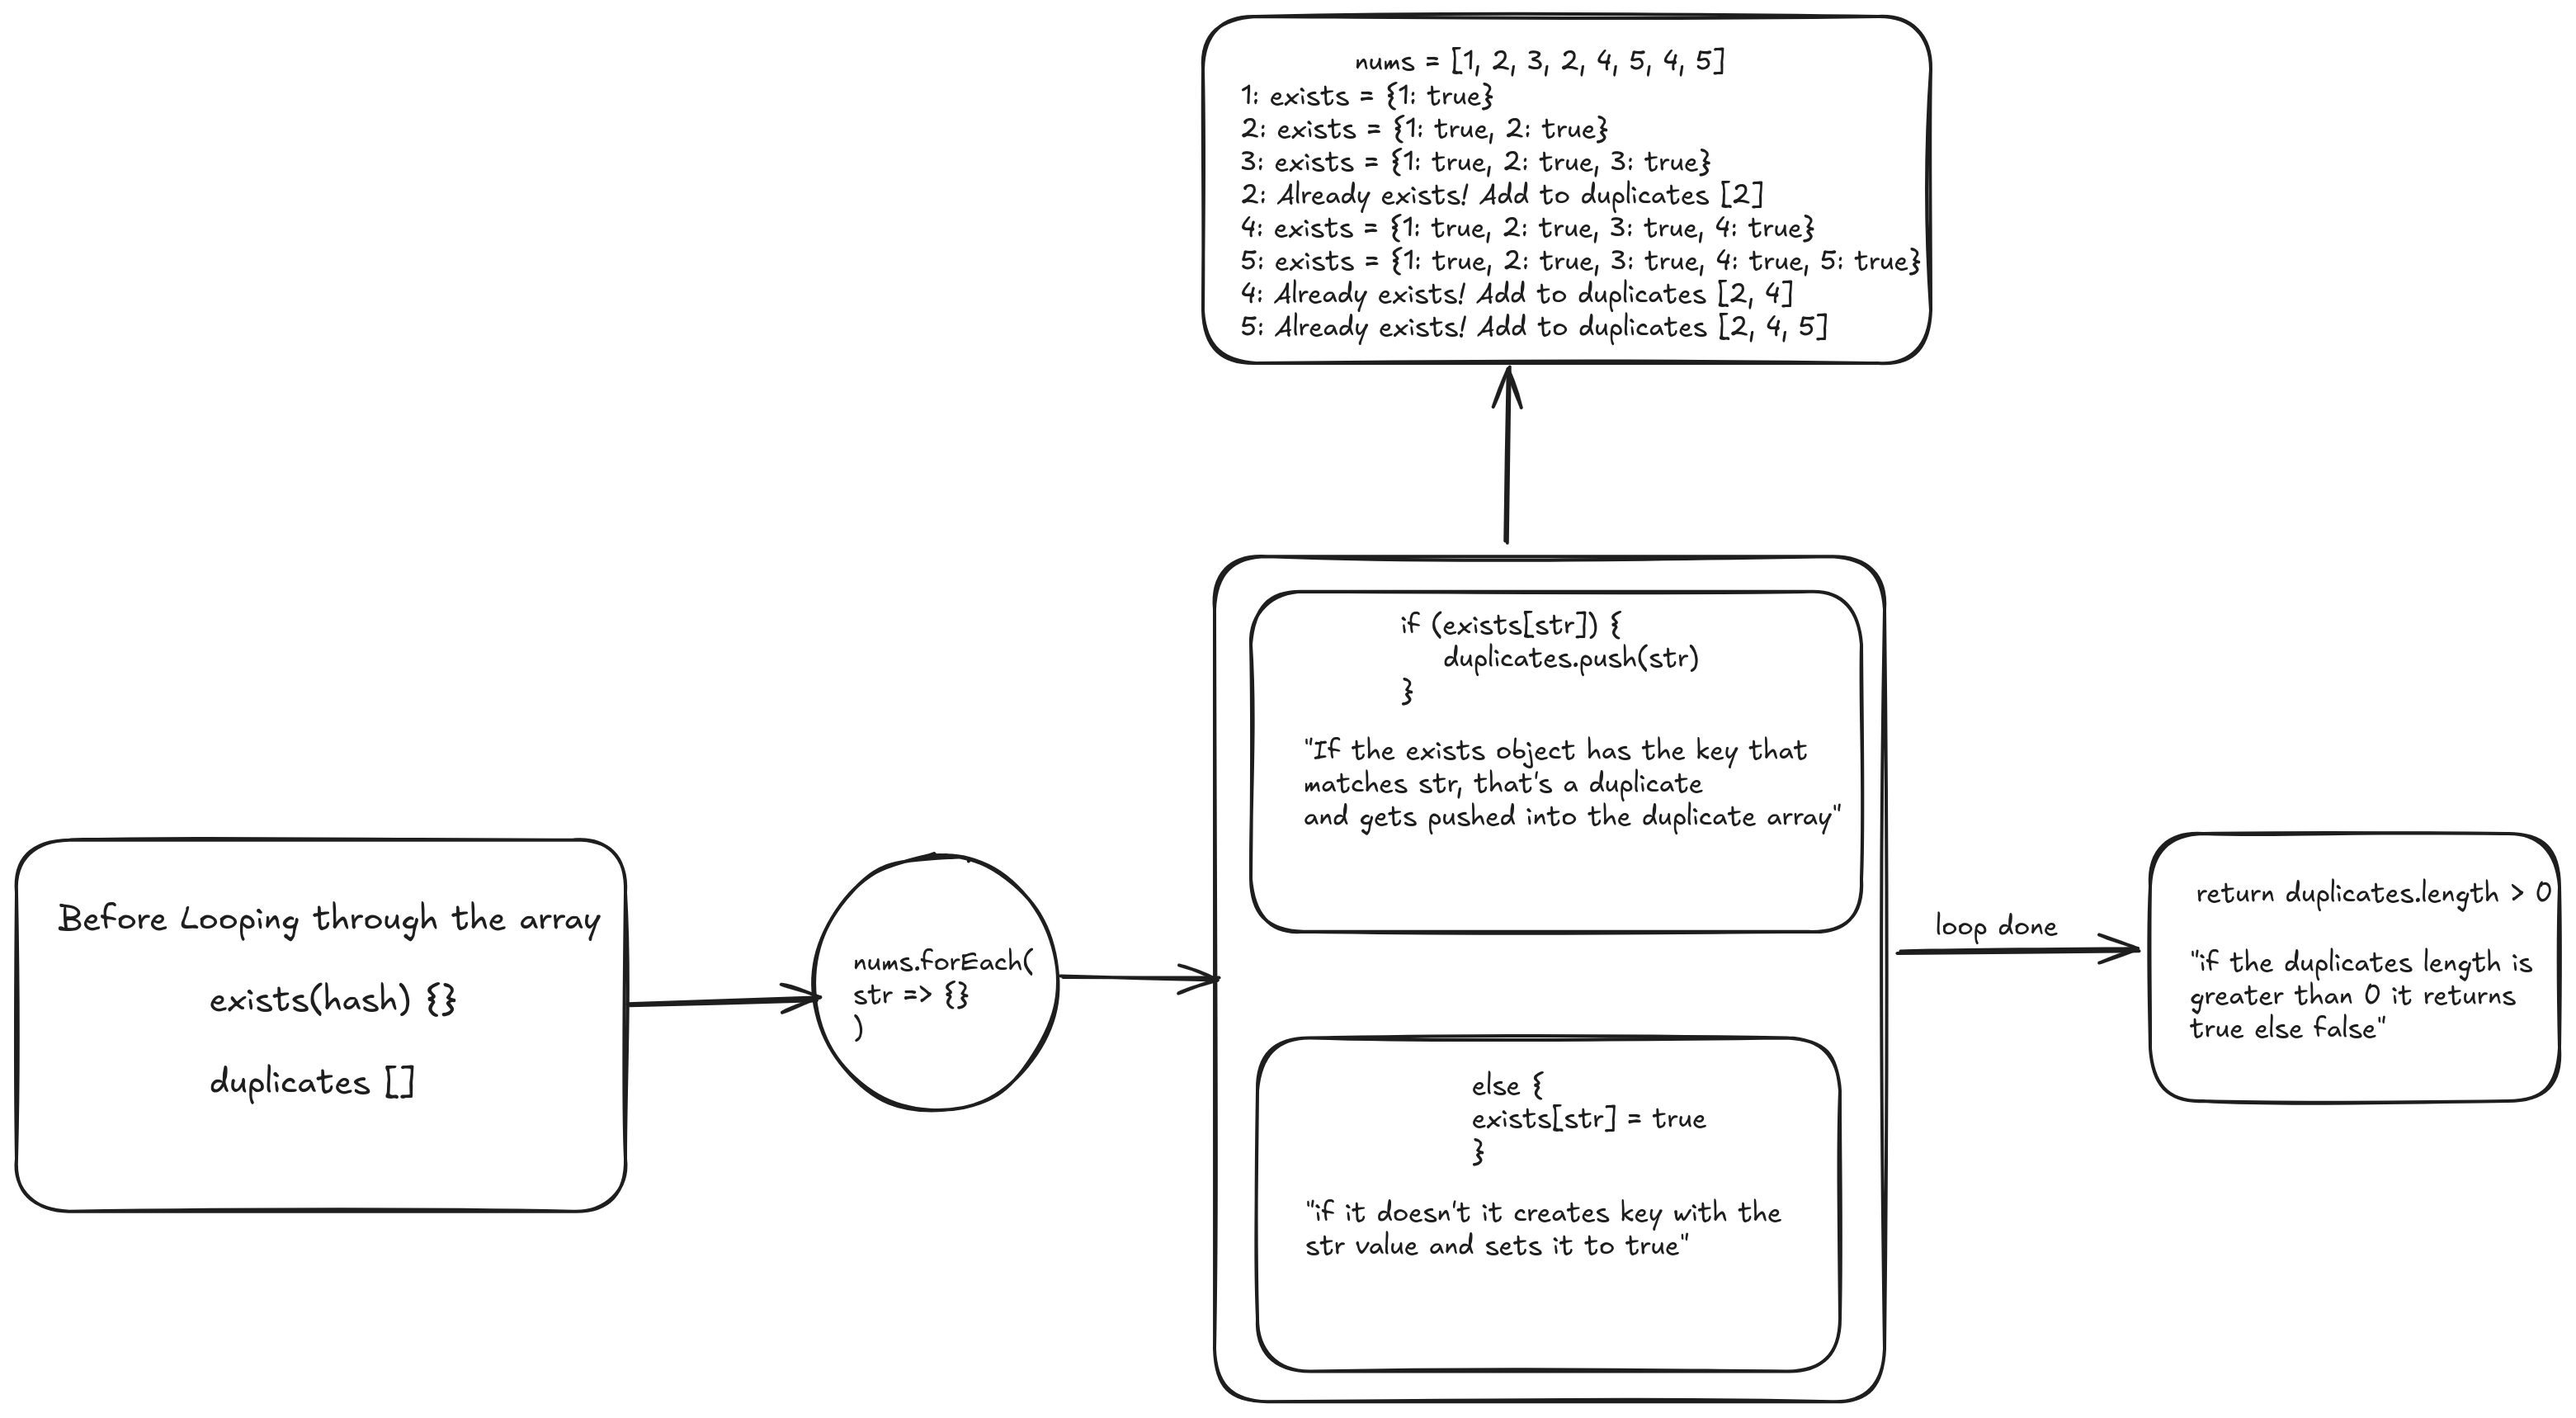 nums = [1, 2, 3, 2, 4, 5, 4, 5]
1: exists = {1: true}
2: exists = {1: true, 2: true}
3: exists = {1: true, 2: true, 3: true}
2: Already exists! Add to duplicates [2]
4: exists = {1: true, 2: true, 3: true, 4: true}
5: exists = {1: true, 2: true, 3: true, 4: true, 5: true}
4: Already exists! Add to duplicates [2, 4]
5: Already exists! Add to duplicates [2, 4, 5]
Before Looping through the array
exists(hash) {}
duplicates []
nums.forEach(
str => {}
)
if (exists[str]) {
duplicates.push(str)
}
"If the exists object has the key that
matches str, that's a duplicate
and gets pushed into the duplicate array"
else {
exists[str] = true
}
"if it doesn't it creates key with the
str value and sets it to true"
loop done
return duplicates.length > 0
"if the duplicates length is
greater than 0 it returns
true else false"